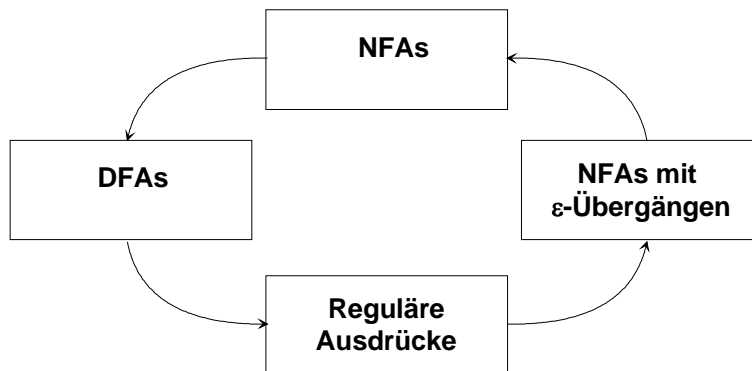 NFAs
DFAs
NFAs mit
ε-Übergängen
Reguläre
Ausdrücke